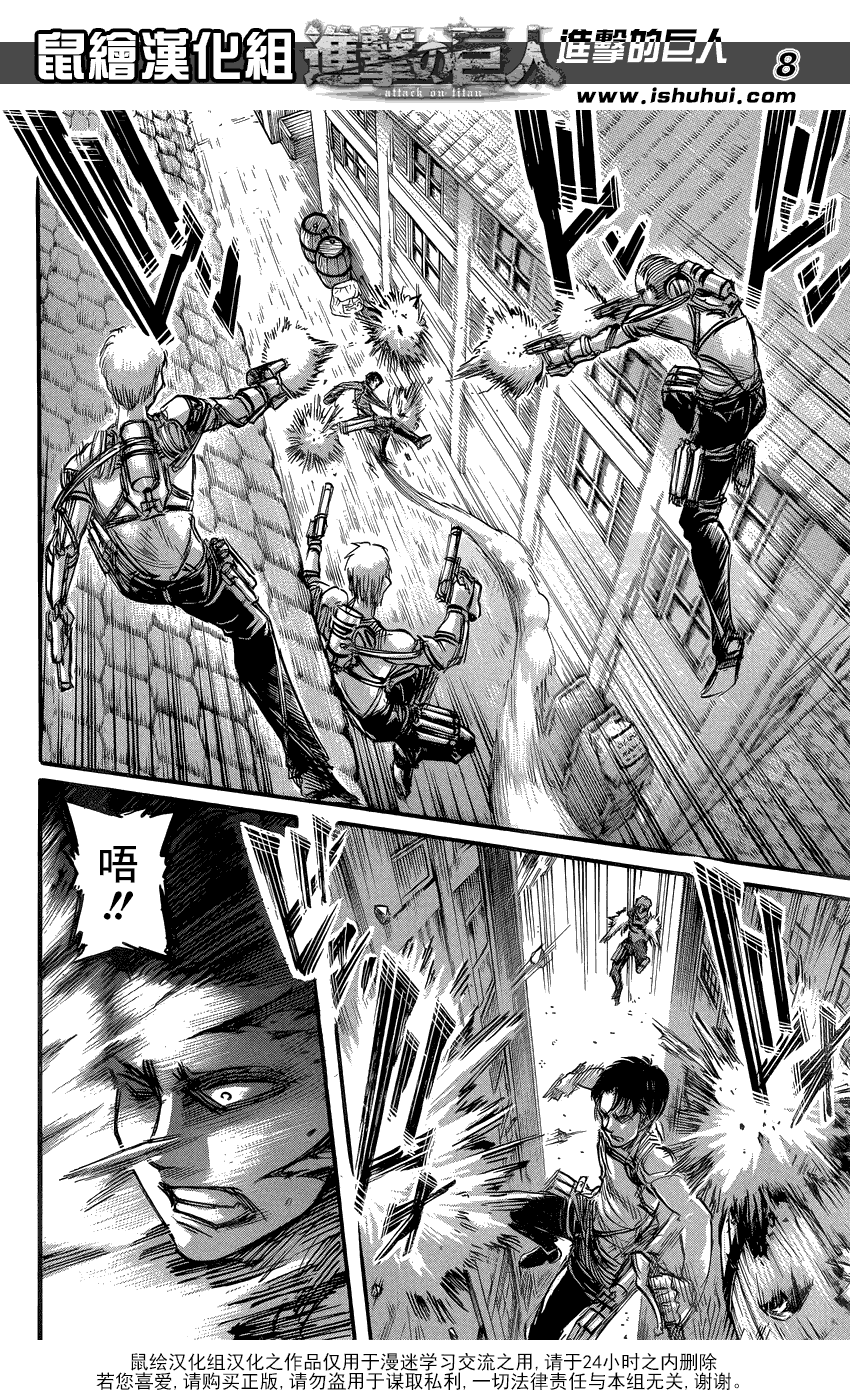 鼠繪漢化組
進撃の巨人
attack on titan
進擊的巨人
8
www.ishuhui.com
唔
!!
鼠绘汉化组汉化之作品仅用于漫迷学习交流之用,请于24小时之内删除
若您喜爱,请购买正版,请勿盗用于谋取私利,一切法律责任与本组无关,谢谢。